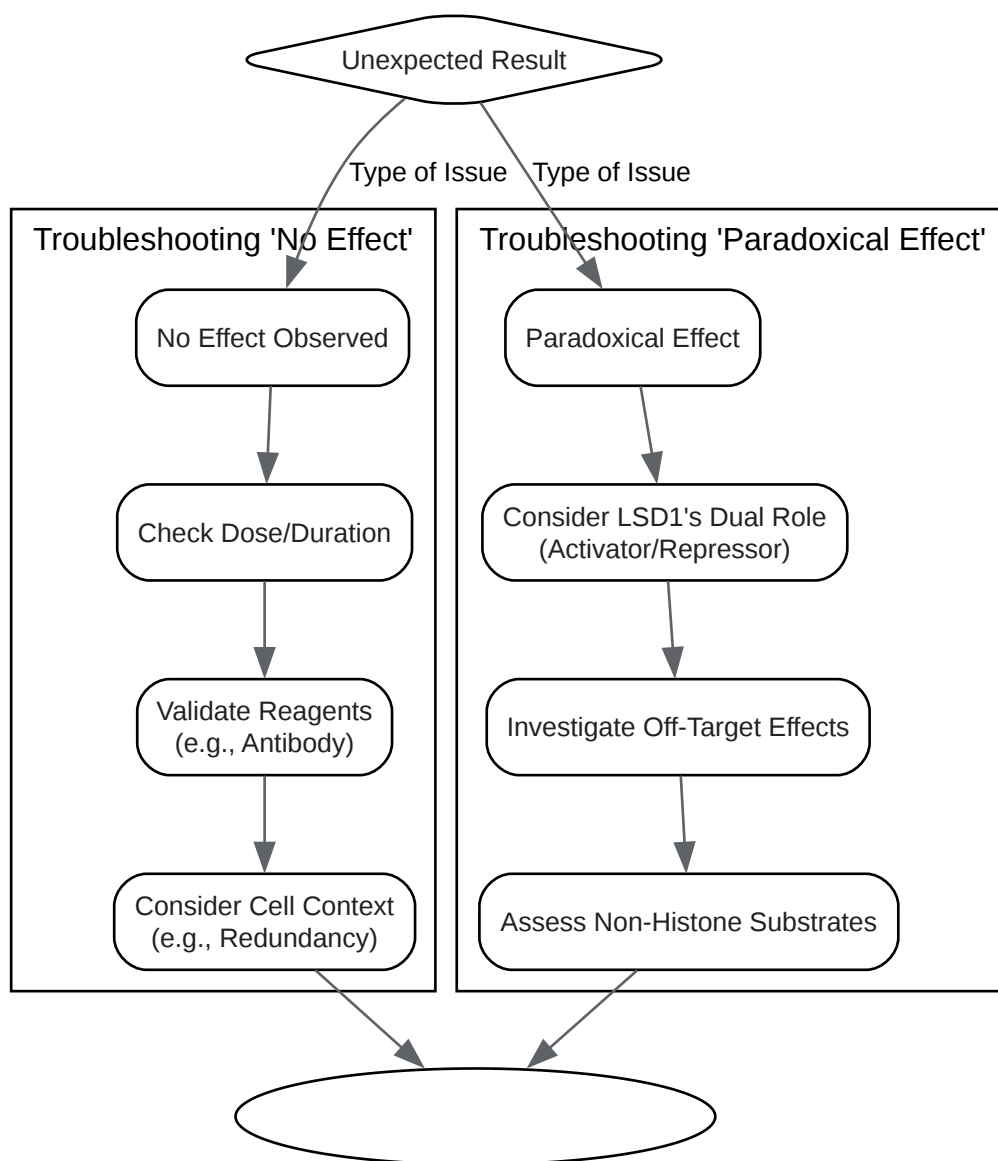 Unexpected Result
Type of Issue
Type of Issue
Troubleshooting 'No Effect'
No Effect Observed
Check Dose/Duration
Validate Reagents
(e.g., Antibody)
Consider Cell Context
(e.g., Redundancy)
Troubleshooting 'Paradoxical Effect'
Paradoxical Effect
Consider LSD1's Dual Role
(Activator/Repressor)
Investigate Off-Target Effects
Assess Non-Histone Substrates